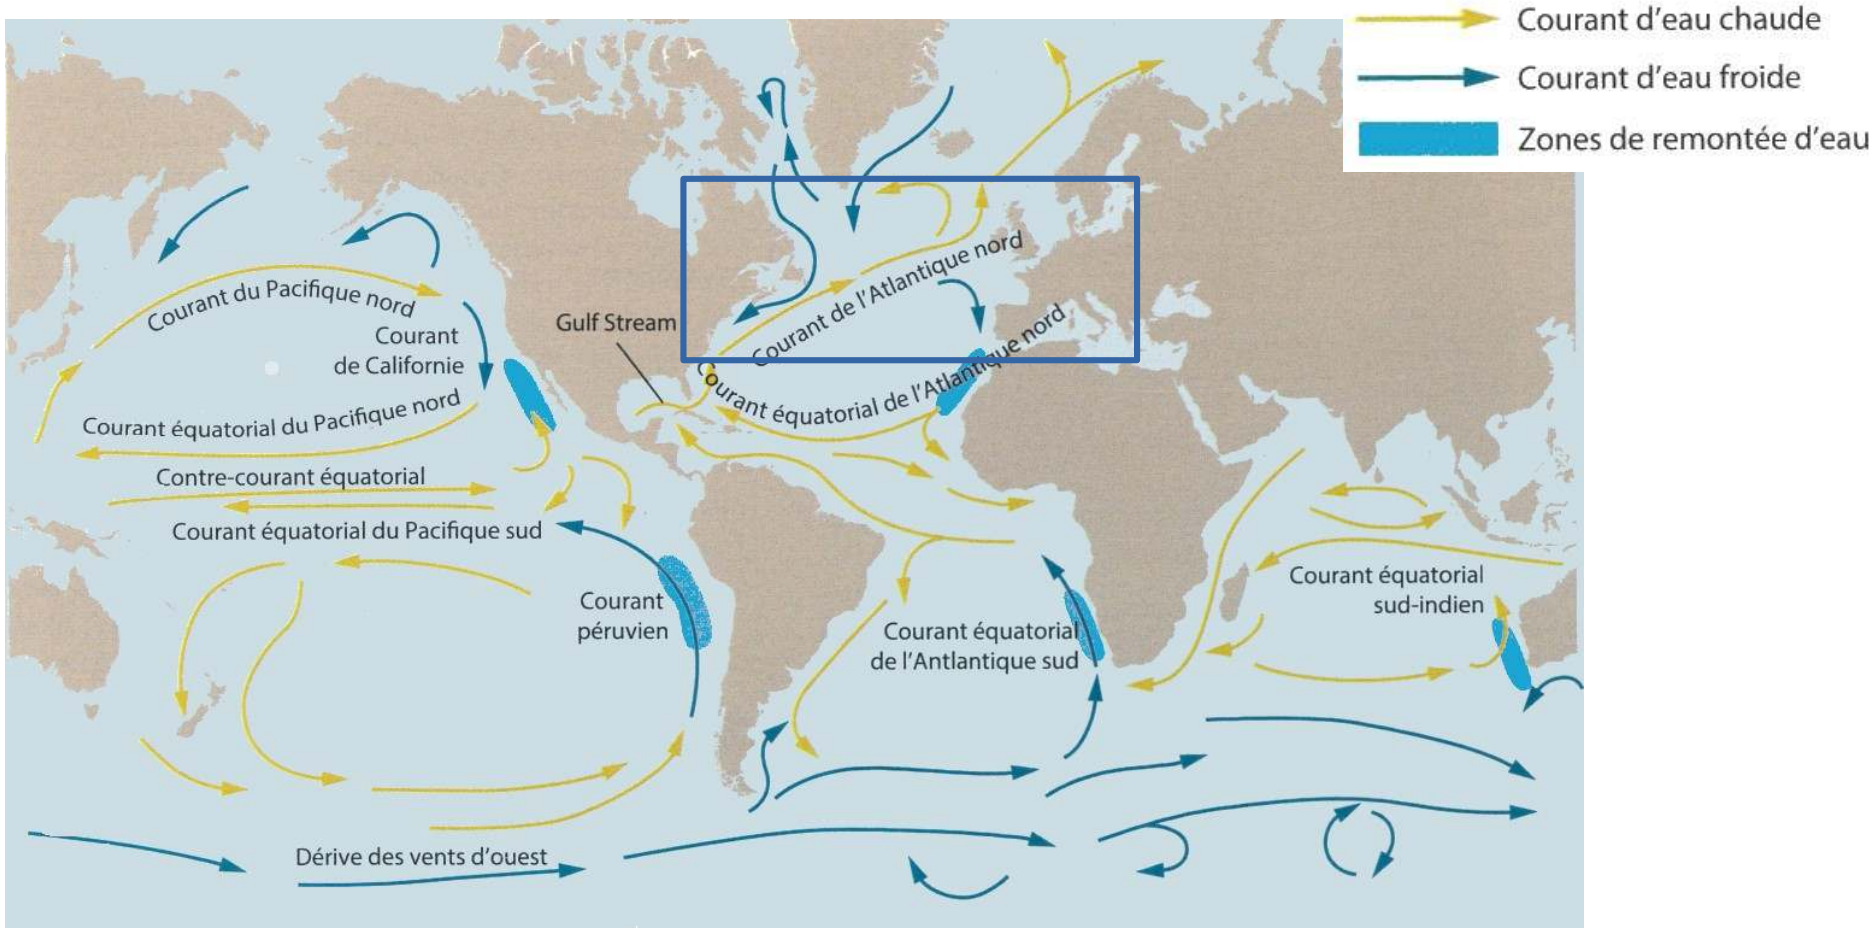 Courant d'eau chaude
Courant d'eau froide
Zones de remontée d'eau
Courant du Pacifique nord
Courant
de Californie
Gulf Stream
Courant de l'Atlantique nord
Courant équatorial de l'Atlantique nord
Courant équatorial du Pacifique nord
Contre-courant équatorial
Courant équatorial du Pacifique sud
Courant
péruvien
Courant équatorial
de l'Antlantique sud
Courant équatorial
sud-indien
Dérive des vents d'ouest